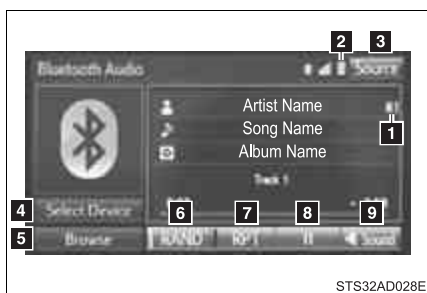 2
3
Bluetooth Audio
Source
Artist Name
1
Song Name
Album Name
Track 1
4
Select Device
6
7
8
9
5
Browse
RAND
RPT
Sound
STS32AD028E